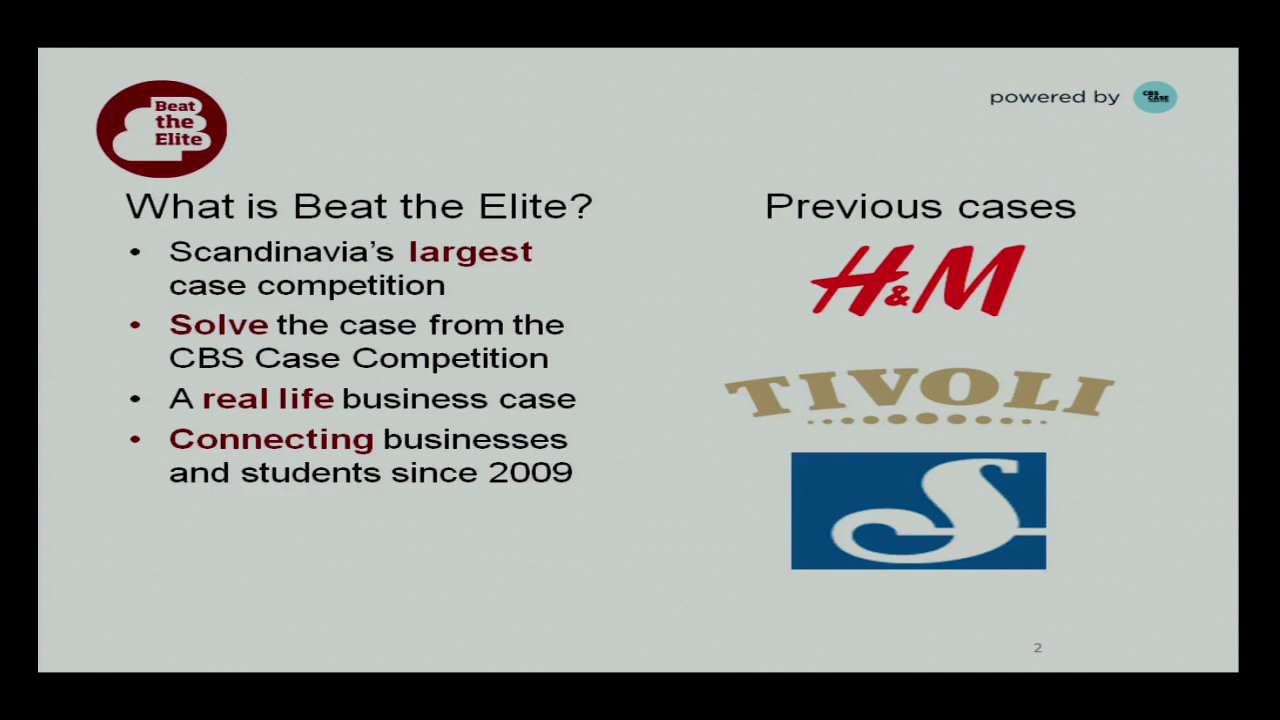 Beat
the
Elite
powered by
CBS
CASE
What is Beat the Elite?
• Scandinavia’s largest
case competition
• Solve the case from the
CBS Case Competition
• A real life business case
• Connecting businesses
and students since 2009
Previous cases
H&M
TIVOLI
S
2